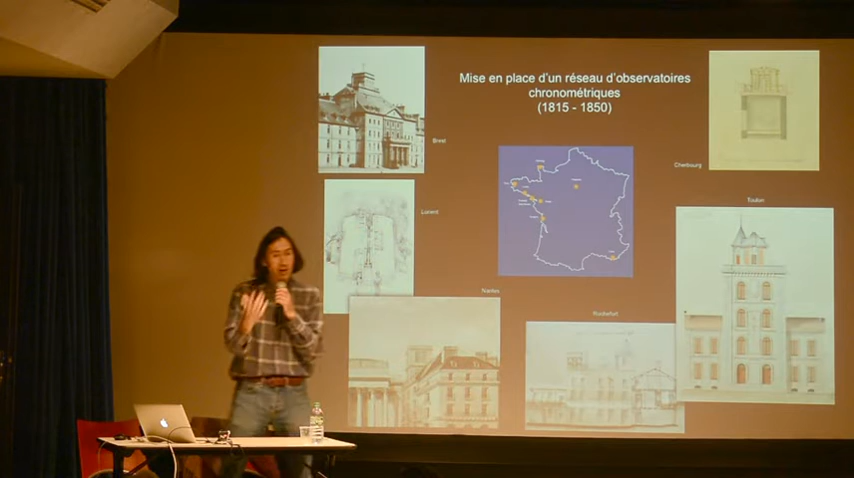 Mise en place d'un réseau d'observatoires
chronométriques
(1815 - 1850)
Brest
Cherbourg
Lorient
Toulon
Nantes
Rochefort